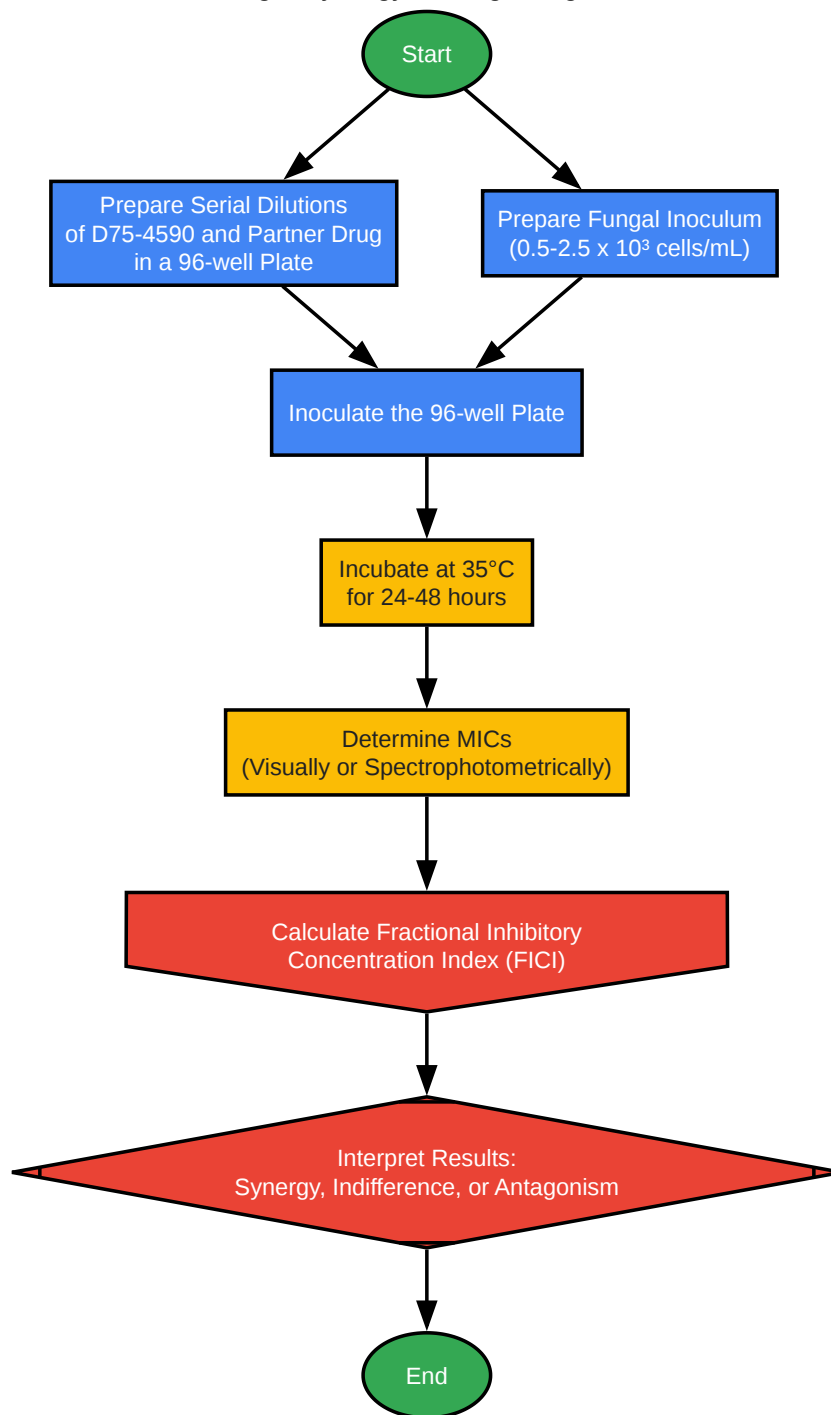 Start
Prepare Serial Dilutions
of D75-4590 and Partner Drug
in a 96-well Plate
Prepare Fungal Inoculum
(0.5-2.5 x 10³ cells/mL)
Inoculate the 96-well Plate
Incubate at 35°C
for 24-48 hours
Determine MICs
(Visually or Spectrophotometrically)
Calculate Fractional Inhibitory
Concentration Index (FICI)
Interpret Results:
Synergy, Indifference, or Antagonism
End